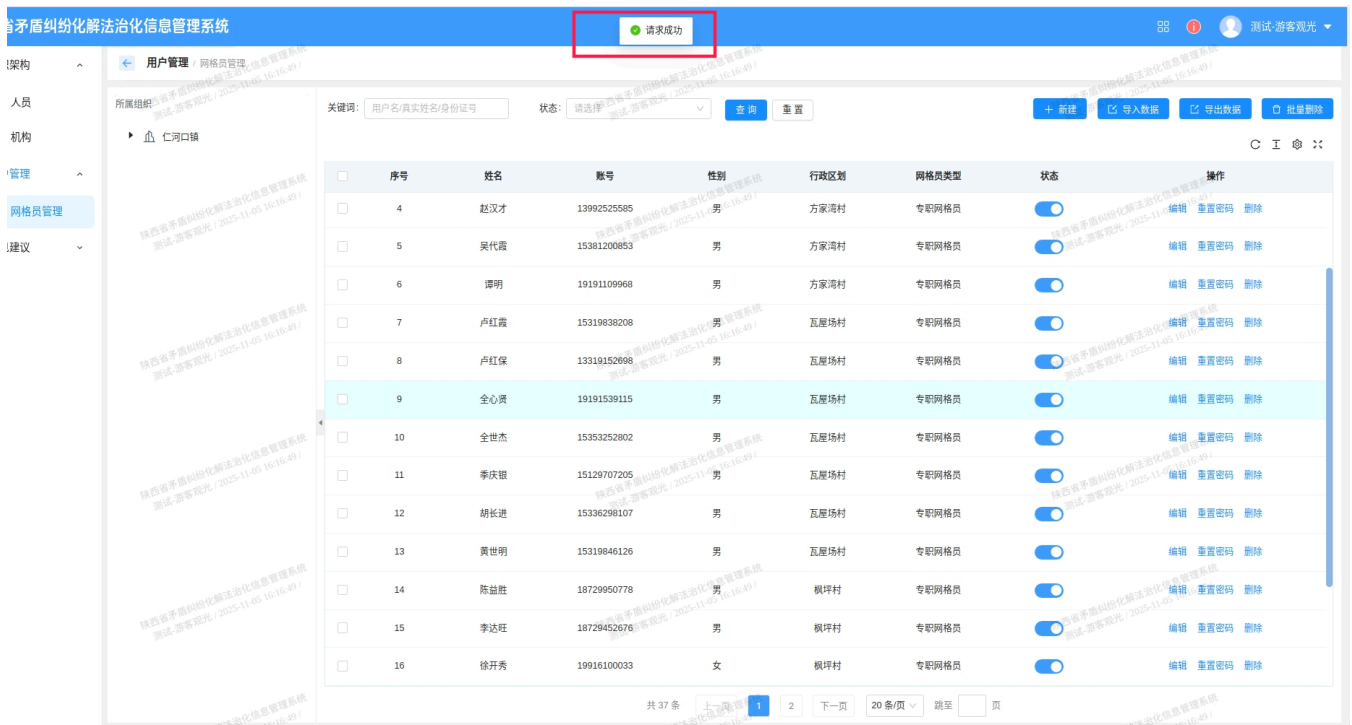 省矛盾纠纷化解法治化信息管理系统
请求成功
测试-游客观光
架构
用户管理 / 网格员管理
人员
机构
管理
网格员管理
建议
所属组织
仁河口镇
关键词: 用户名/真实姓名/身份证号 状态: 请选择 查 询 重 置 新建 导入数据 导出数据 批量删除
序号 姓名 账号 性别 行政区划 网格员类型 状态 操作
4 赵汉才 13992525585 男 方家湾村 专职网格员 编辑 重置密码 删除
5 吴代霞 15381200853 男 方家湾村 专职网格员 编辑 重置密码 删除
6 谭明 19191109968 男 方家湾村 专职网格员 编辑 重置密码 删除
7 卢红霞 15319838208 男 瓦屋场村 专职网格员 编辑 重置密码 删除
8 卢红保 13319152698 男 瓦屋场村 专职网格员 编辑 重置密码 删除
9 全心贤 19191539115 男 瓦屋场村 专职网格员 编辑 重置密码 删除
10 全世杰 15353252802 男 瓦屋场村 专职网格员 编辑 重置密码 删除
11 季庆银 15129707205 男 瓦屋场村 专职网格员 编辑 重置密码 删除
12 胡长进 15336298107 男 瓦屋场村 专职网格员 编辑 重置密码 删除
13 黄世明 15319846126 男 瓦屋场村 专职网格员 编辑 重置密码 删除
14 陈益胜 18729950778 男 枫坪村 专职网格员 编辑 重置密码 删除
15 李达旺 18729452676 男 枫坪村 专职网格员 编辑 重置密码 删除
16 徐开秀 19916100033 女 枫坪村 专职网格员 编辑 重置密码 删除
共 37 条 上一页 1 2 下一页 20 条/页 跳至 页
陕西省矛盾纠纷化解法治化信息管理系统
测试-游客观光 / 2025-11-05 16:16:49 /